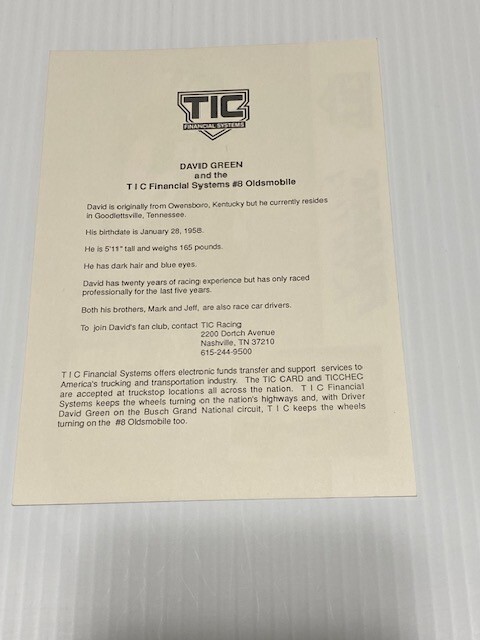 TIC
FINANCIAL SYSTEMS
DAVID GREEN
and the
T I C Financial Systems #8 Oldsmobile
David is originally from Owensboro, Kentucky but he currently resides
in Goodlettsville, Tennessee.
His birthdate is January 28, 1958.
He is 5'11" tall and weighs 165 pounds.
He has dark hair and blue eyes.
David has twenty years of racing experience but has only raced
professionally for the last five years.
Both his brothers, Mark and Jeff, are also race car drivers.
To join David's fan club, contact TIC Racing
2200 Dortch Avenue
Nashville, TN 37210
615-244-9500
T I C Financial Systems offers electronic funds transfer and support services to
America's trucking and transportation industry. The TIC CARD and TICCHEC
are accepted at truckstop locations all across the nation. T I C Financial
Systems keeps the wheels turning on the nation's highways and, with Driver
David Green on the Busch Grand National circuit, T I C keeps the wheels
turning on the #8 Oldsmobile too.